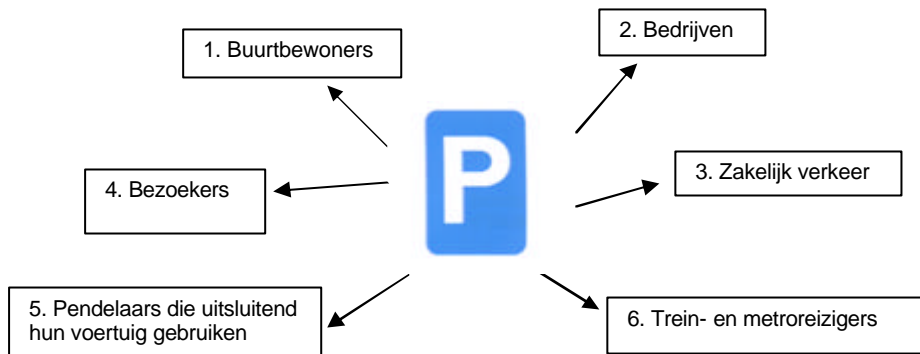 1. Buurtbewoners
2. Bedrijven
P
3. Zakelijk verkeer
4. Bezoekers
5. Pendelaars die uitsluitend
hun voertuig gebruiken
6. Trein- en metroreizigers